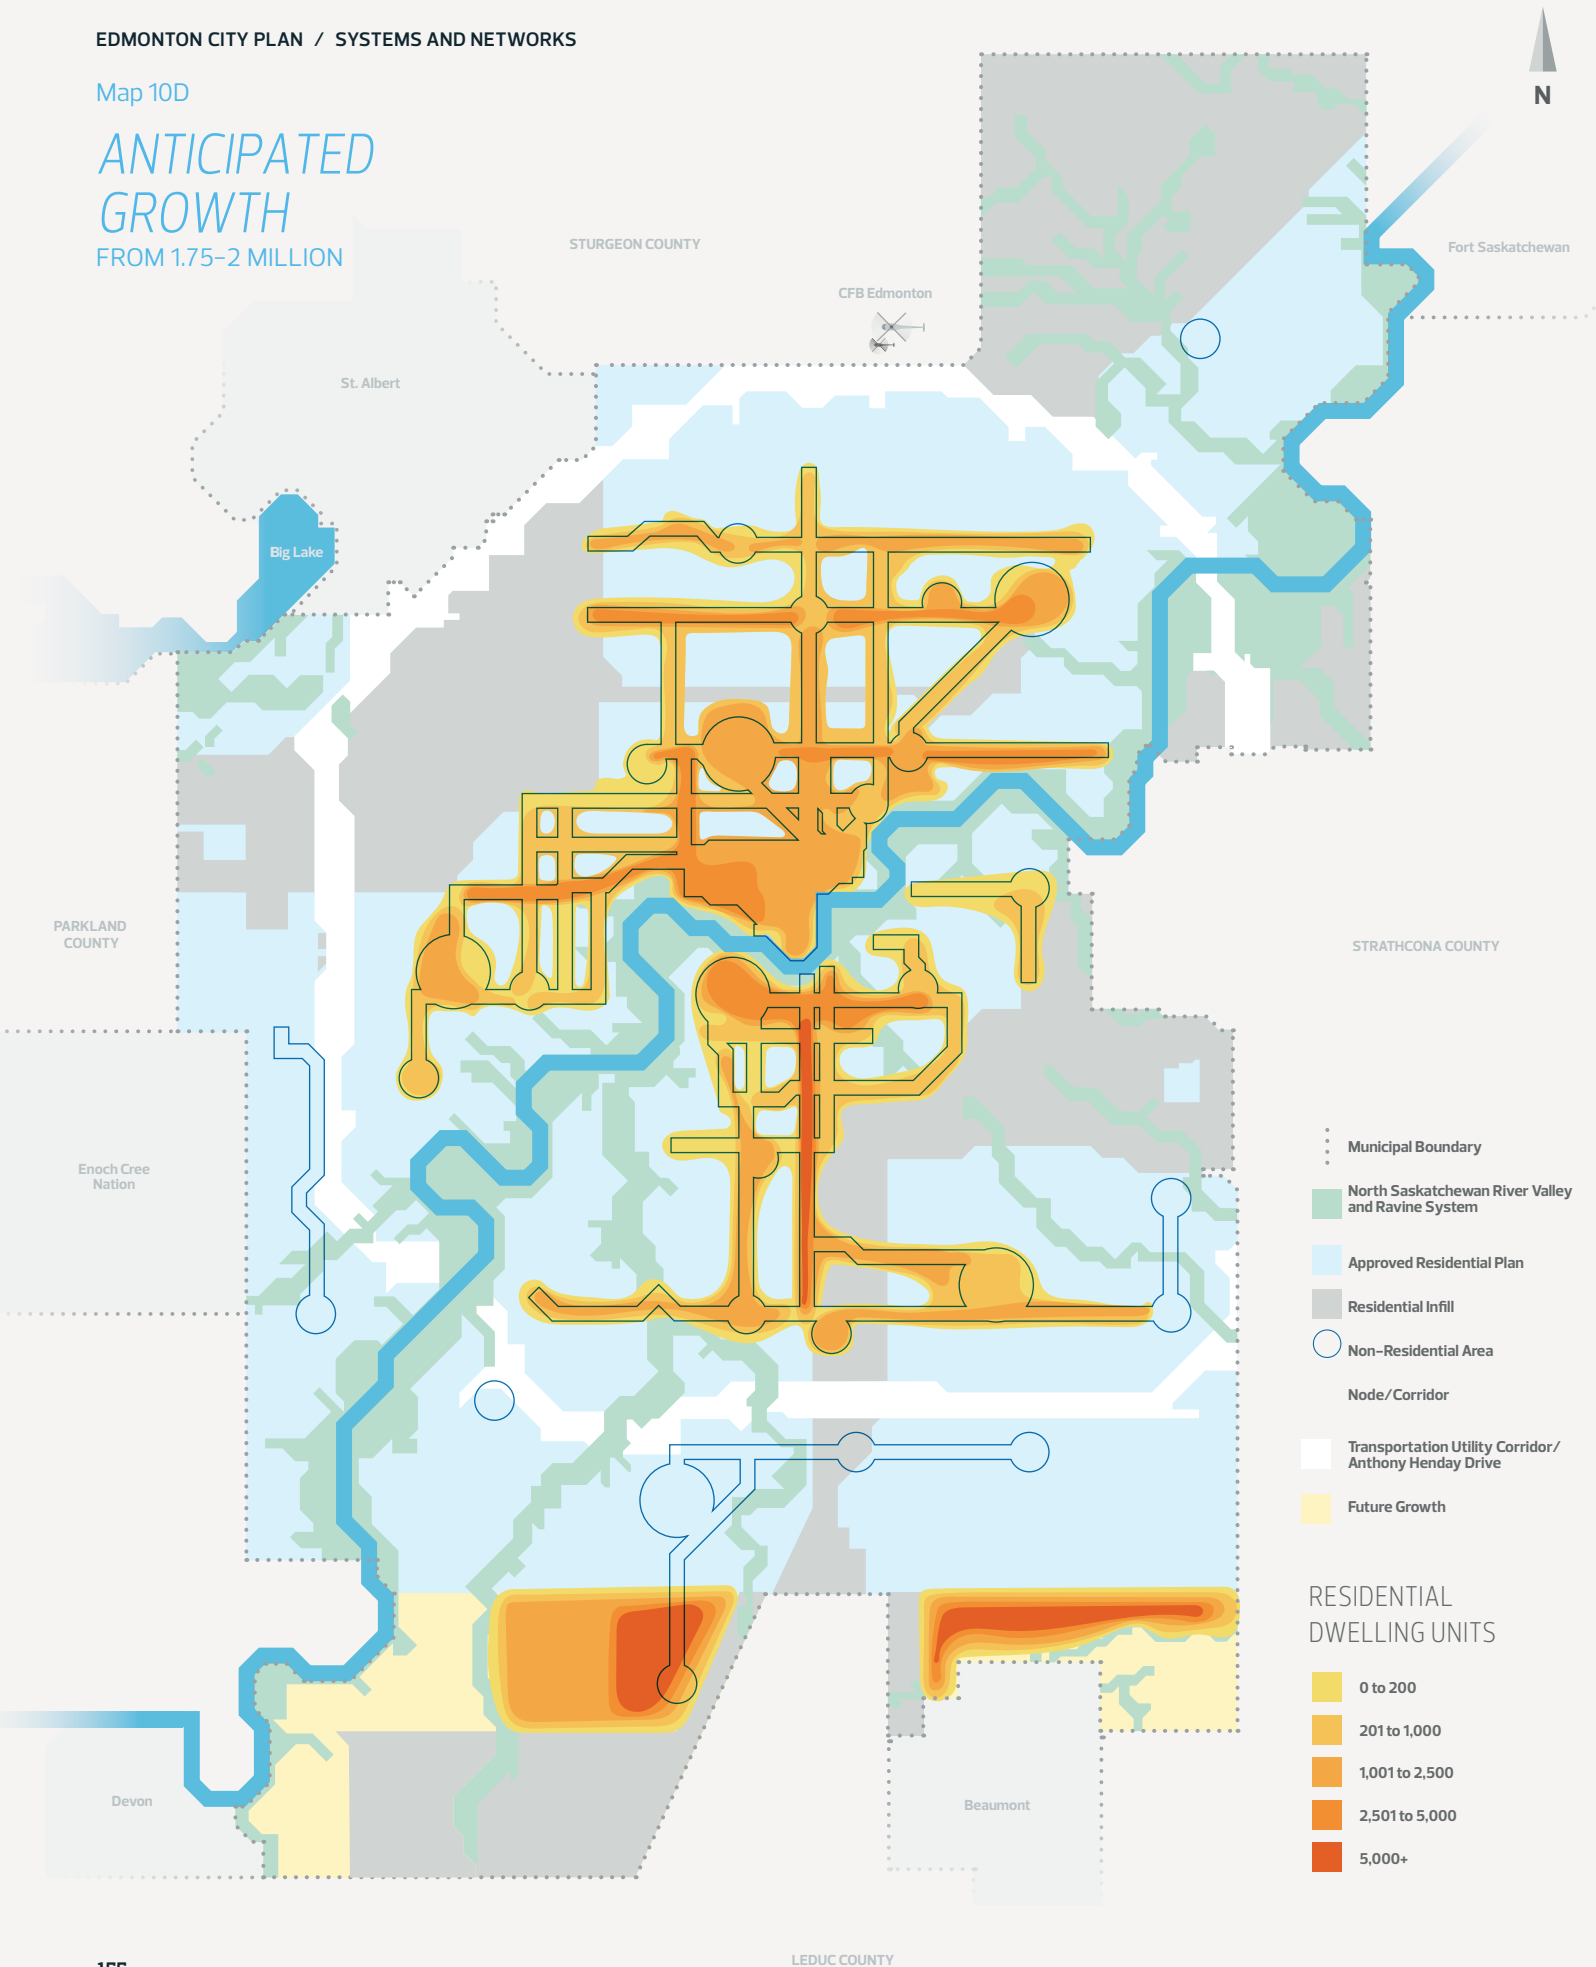 EDMONTON CITY PLAN / SYSTEMS AND NETWORKS
Map 10D
ANTICIPATED
GROWTH
FROM 1.75–2 MILLION
N
STURGEON COUNTY
Fort Saskatchewan
CFB Edmonton
St. Albert
Big Lake
PARKLAND
COUNTY
STRATHCONA COUNTY
Enoch Cree
Nation
Municipal Boundary
North Saskatchewan River Valley
and Ravine System
Approved Residential Plan
Residential Infill
Non-Residential Area
Node/Corridor
Transportation Utility Corridor/
Anthony Henday Drive
Future Growth
RESIDENTIAL
DWELLING UNITS
0 to 200
201 to 1,000
1,001 to 2,500
2,501 to 5,000
5,000+
Devon
Beaumont
LEDUC COUNTY